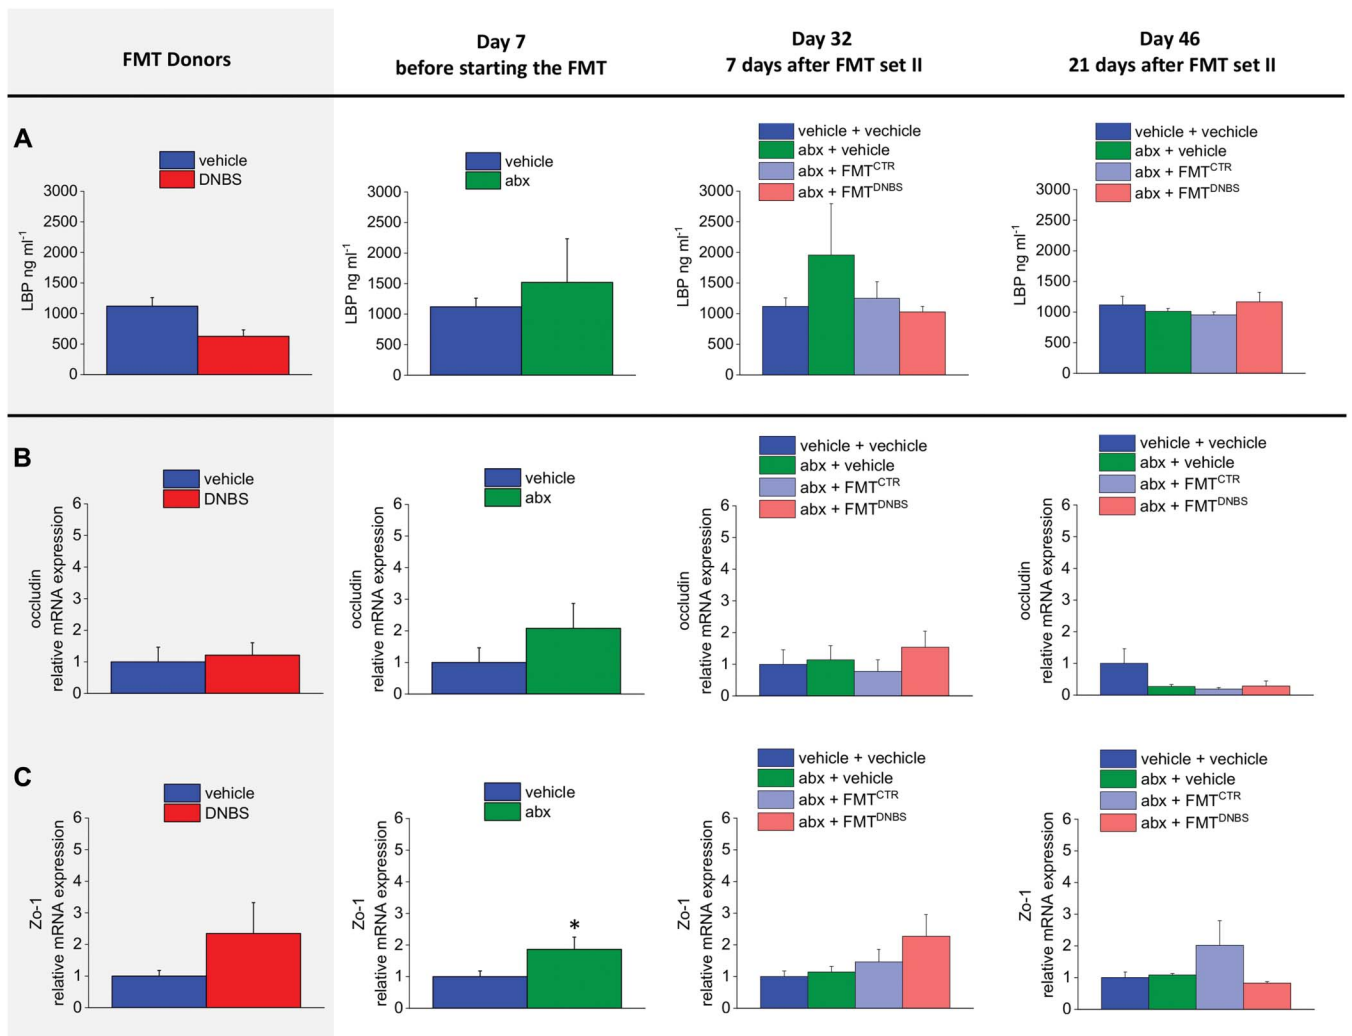 FMT Donors
Day 7
before starting the FMT
Day 32
7 days after FMT set II
Day 46
21 days after FMT set II
A
vehicle
DNBS
3000
2500
2000
1500
1000
500
0
LBP ng ml-1
vehicle
abx
3000
2500
2000
1500
1000
500
0
LBP ng ml-1
vehicle + vechicle
abx + vehicle
abx + FMTCTR
abx + FMTDNBS
3000
2500
2000
1500
1000
500
0
LBP ng ml-1
vehicle + vechicle
abx + vehicle
abx + FMTCTR
abx + FMTDNBS
3000
2500
2000
1500
1000
500
0
LBP ng ml-1
B
vehicle
DNBS
6
5
4
3
2
1
0
occludin
relative mRNA expression
vehicle
abx
6
5
4
3
2
1
0
occludin
relative mRNA expression
vehicle + vechicle
abx + vehicle
abx + FMTCTR
abx + FMTDNBS
6
5
4
3
2
1
0
occludin
relative mRNA expression
vehicle + vechicle
abx + vehicle
abx + FMTCTR
abx + FMTDNBS
6
5
4
3
2
1
0
occludin
relative mRNA expression
C
vehicle
DNBS
6
5
4
3
2
1
0
Zo-1
relative mRNA expression
vehicle
abx
6
5
4
3
2
1
0
*
Zo-1
relative mRNA expression
vehicle + vechicle
abx + vehicle
abx + FMTCTR
abx + FMTDNBS
6
5
4
3
2
1
0
Zo-1
relative mRNA expression
vehicle + vechicle
abx + vehicle
abx + FMTCTR
abx + FMTDNBS
6
5
4
3
2
1
0
Zo-1
relative mRNA expression